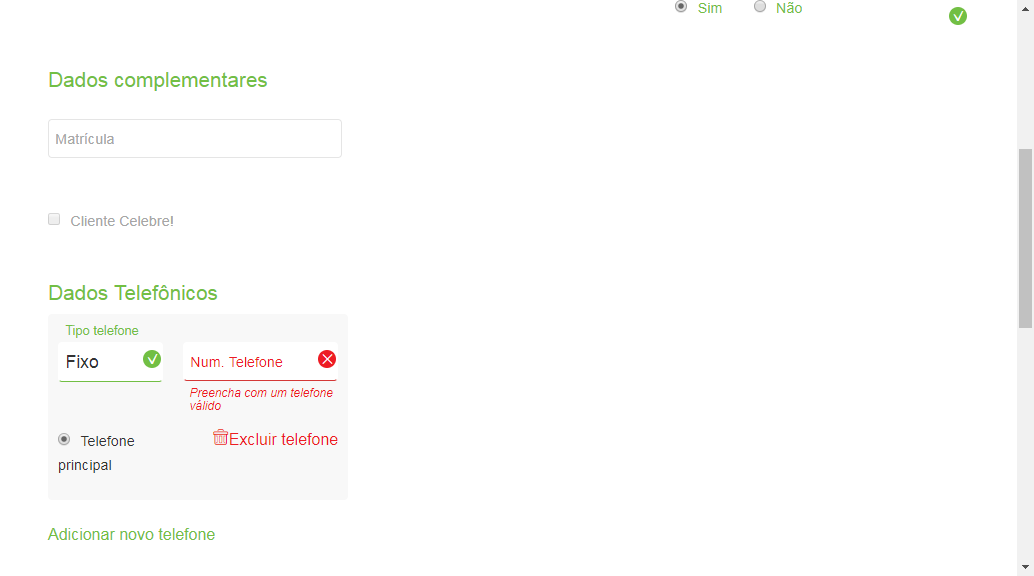 Sim Não
Dados complementares
Matrícula
Cliente Celebre!
Dados Telefônicos
Tipo telefone
Fixo
Num. Telefone
Preencha com um telefone
válido
Telefone
principal
Excluir telefone
Adicionar novo telefone